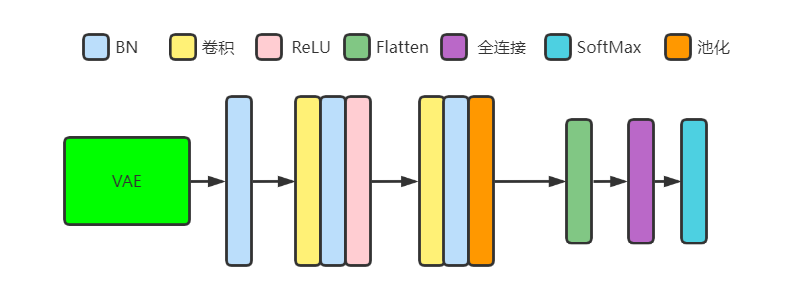 BN 卷积 ReLU Flatten 全连接 SoftMax 池化
VAE